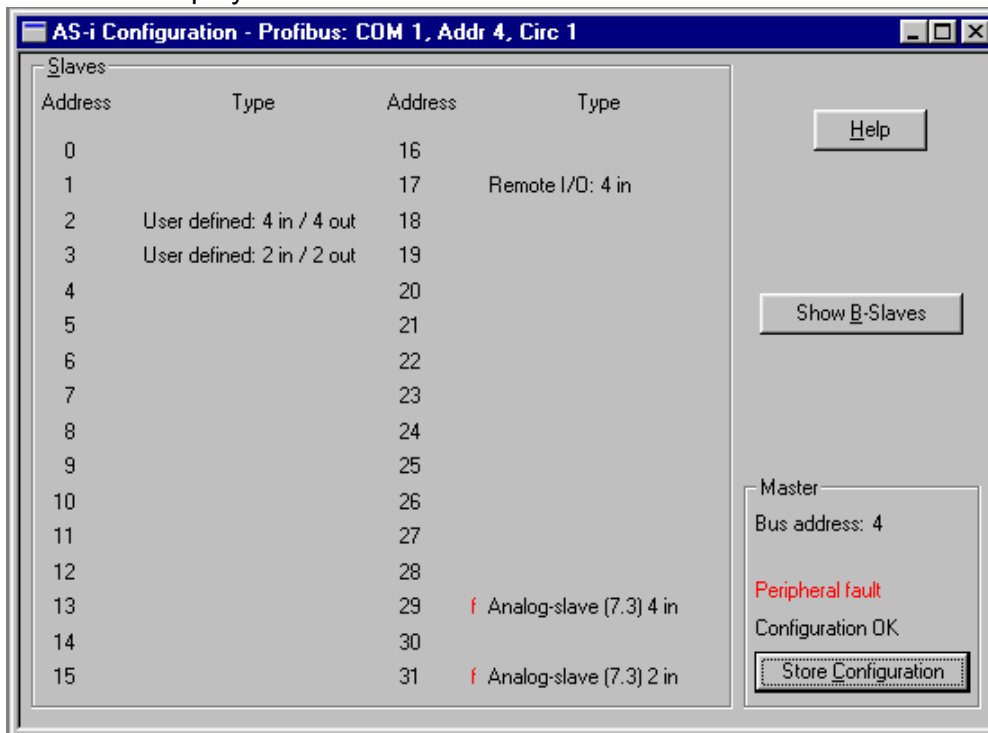 AS-i Configuration - Profibus: COM 1, Addr 4, Circ 1
Slaves
Address Type Address Type
0 16
1 17 Remote I/O: 4 in
2 User defined: 4 in / 4 out 18
3 User defined: 2 in / 2 out 19
4 20
5 21
6 22
7 23
8 24
9 25
10 26
11 27
12 28
13 29 f Analog-slave (7.3) 4 in
14 30
15 31 f Analog-slave (7.3) 2 in
Help
Show B-Slaves
Master
Bus address: 4
Peripheral fault
Configuration OK
Store Configuration